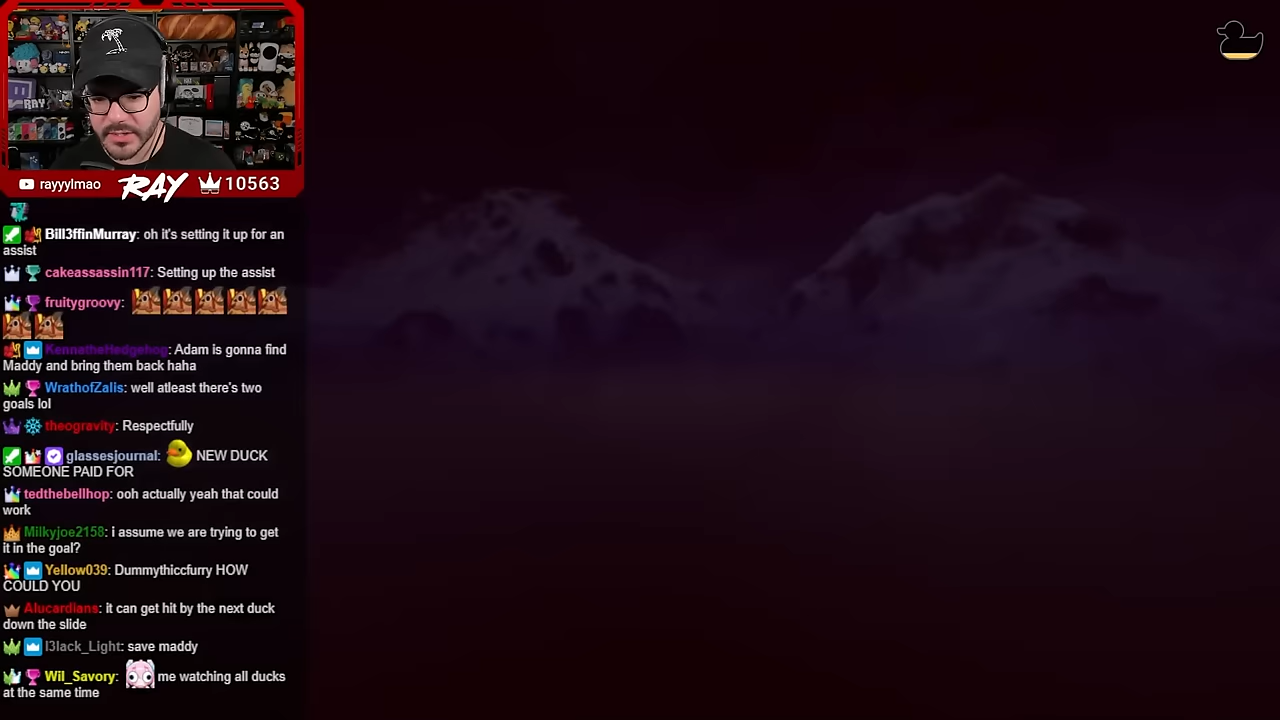 RAY
rayyylmao RAY 10563
Bill3ffinMurray: oh it's setting it up for an
assist
cakeassassin117: Setting up the assist
fruitygroovy:
KennatheHedgehog: Adam is gonna find
Maddy and bring them back haha
WrathofZalis: well atleast there's two
goals lol
theogravity: Respectfully
glassesjournal: NEW DUCK
SOMEONE PAID FOR
tedthebellhop: ooh actually yeah that could
work
Milkyjoe2158: i assume we are trying to get
it in the goal?
Yellow039: Dummythiccfurry HOW
COULD YOU
Alucardians: it can get hit by the next duck
down the slide
l3lack_Light: save maddy
Wil_Savory: me watching all ducks
at the same time